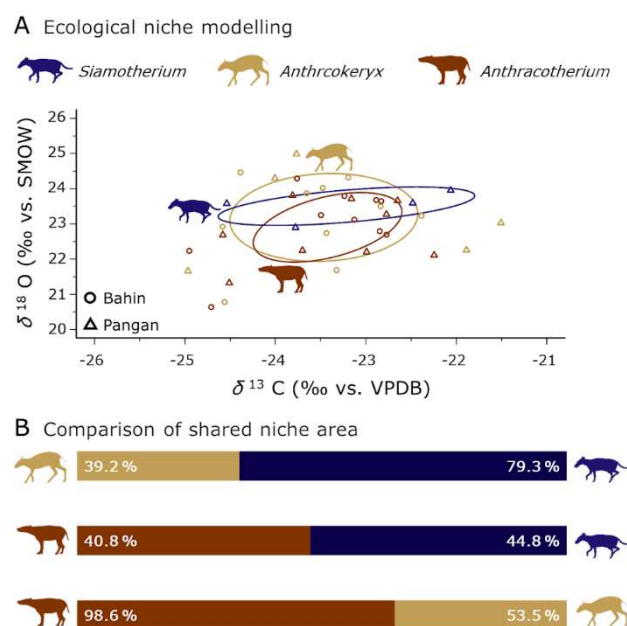 A Ecological niche modelling
Siamotherium Anthrcokeryx Anthracotherium
26
25
24
23
22
21
20
δ 18 O (‰ vs. SMOW)
Bahin
Pangan
-26 -25 -24 -23 -22 -21
δ 13 C (‰ vs. VPDB)
B Comparison of shared niche area
39.2 % 79.3 %
40.8 % 44.8 %
98.6 % 53.5 %